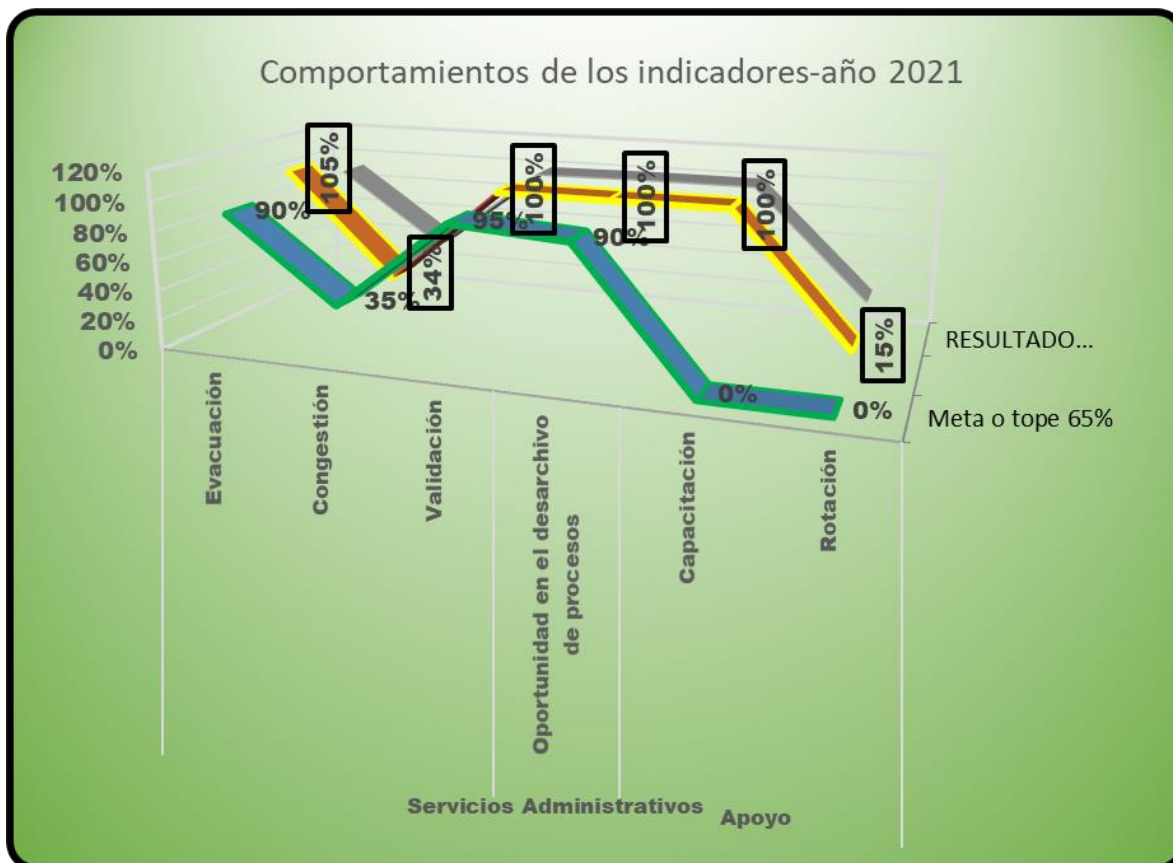 Comportamientos de los indicadores-año 2021
120%
100%
80%
60%
40%
20%
0%
105%
34%
100%
100%
100%
15%
90%
35%
95%
90%
0%
0%
RESULTADO...
Meta o tope 65%
Evacuación
Congestión
Validación
Oportunidad en el desarchivo
de procesos
Capacitación
Rotación
Servicios Administrativos
Apoyo